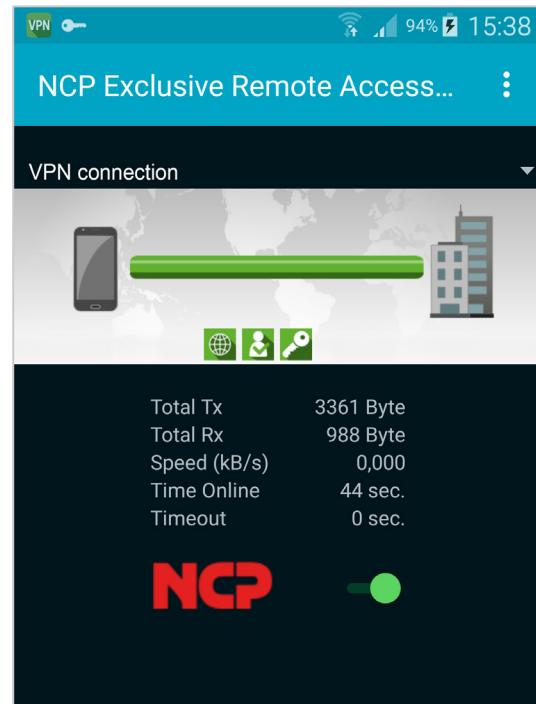 VPN 94% 15:38
NCP Exclusive Remote Access...
VPN connection
Total Tx 3361 Byte
Total Rx 988 Byte
Speed (kB/s) 0,000
Time Online 44 sec.
Timeout 0 sec.
NCP